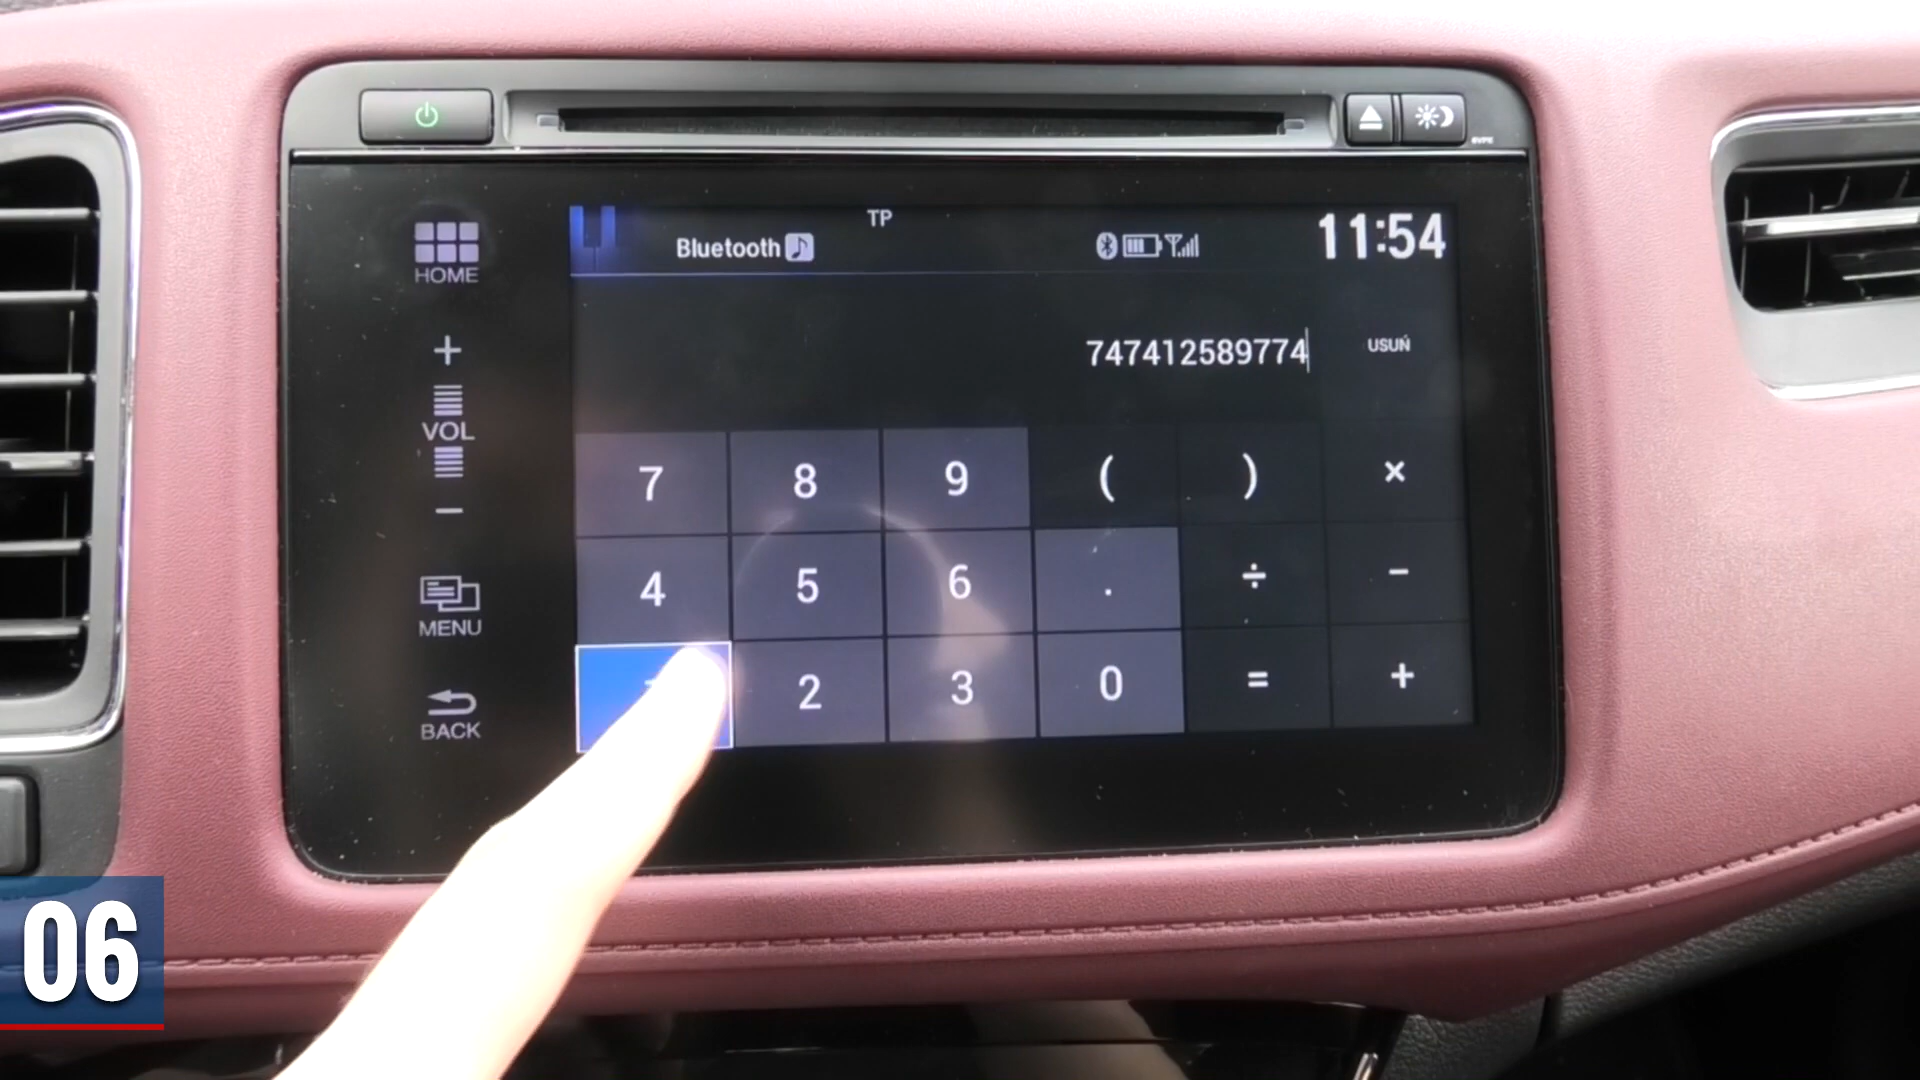 TP
Bluetooth
11:54
HOME
747412589774
USUŃ
+
VOL
−
7 8 9 ( ) ×
4 5 6 . ÷ −
2 3 0 = +
MENU
BACK
06